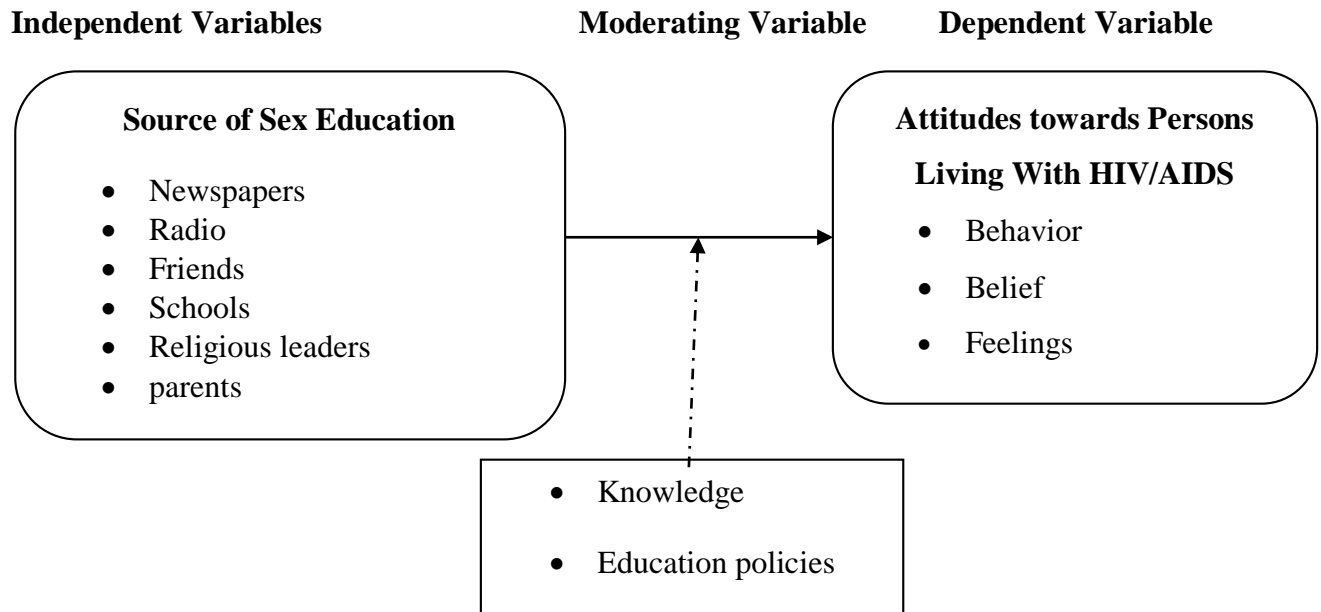 Independent Variables
Moderating Variable
Dependent Variable
Source of Sex Education
• Newspapers
• Radio
• Friends
• Schools
• Religious leaders
• parents
Attitudes towards Persons
Living With HIV/AIDS
• Behavior
• Belief
• Feelings
• Knowledge
• Education policies